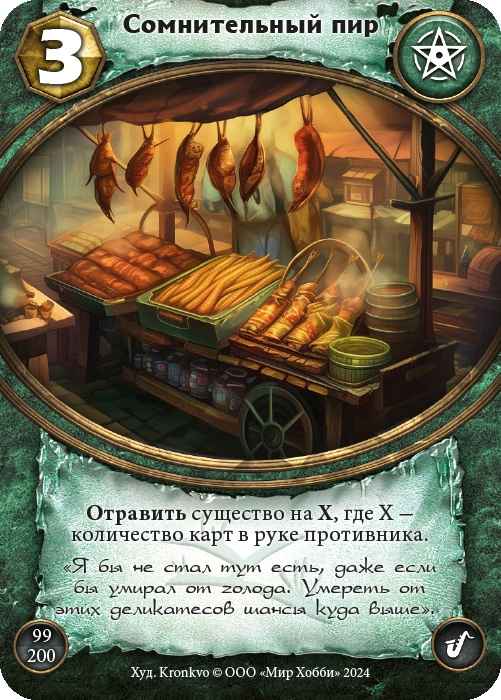 Сомнительный пир
3
Отравить существо на X, где X –
количество карт в руке противника.
«Я бы не стал тут есть, даже если
бы умирал от голода. Умереть от
этих деликатесов шансы куда выше».
99
200
Худ. Kronkvo © ООО «Мир Хобби» 2024